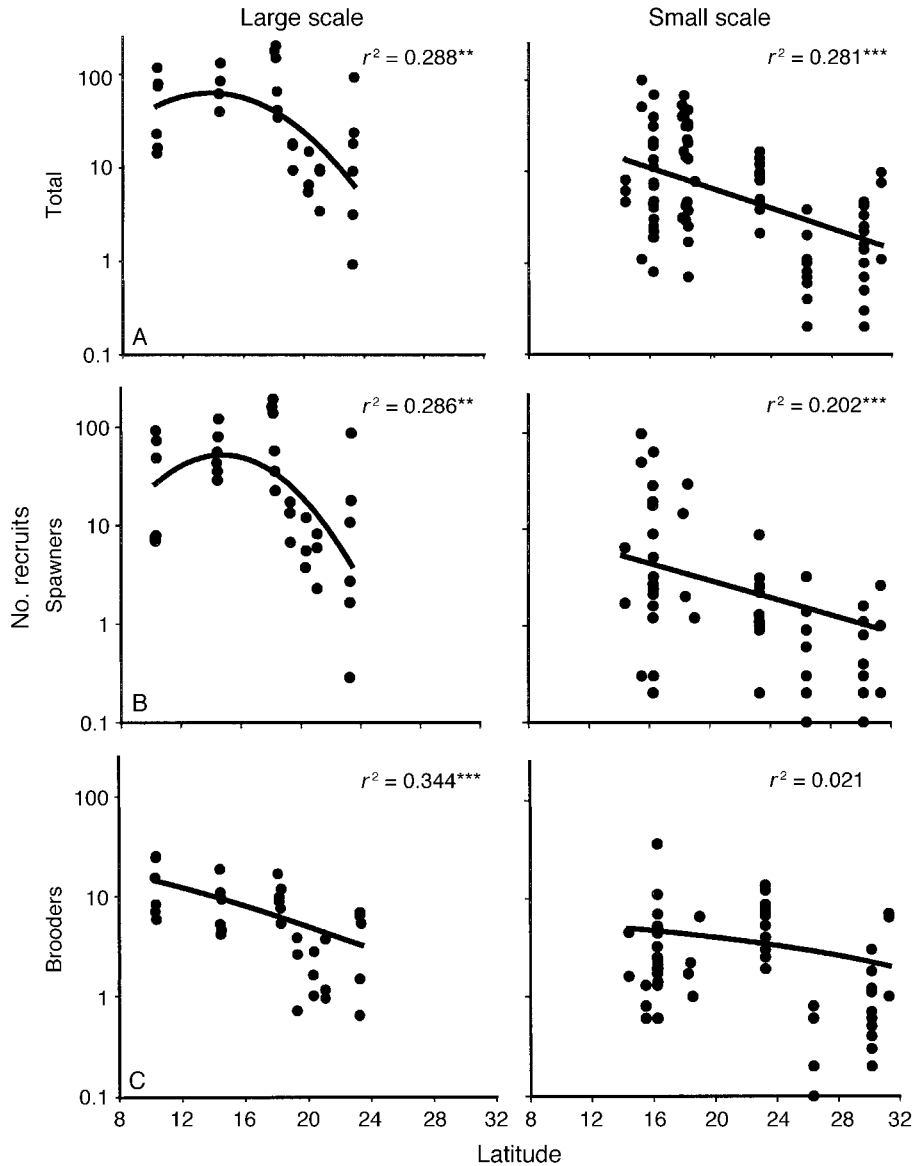 Large scale
Small scale
r² = 0.288**
r² = 0.281***
100
10
1
0.1
Total
A
r² = 0.286**
r² = 0.202***
100
10
1
0.1
No. recruits
Spawners
B
r² = 0.344***
r² = 0.021
100
10
1
0.1
Brooders
C
8 12 16 20 24 28 32
8 12 16 20 24 28 32
Latitude